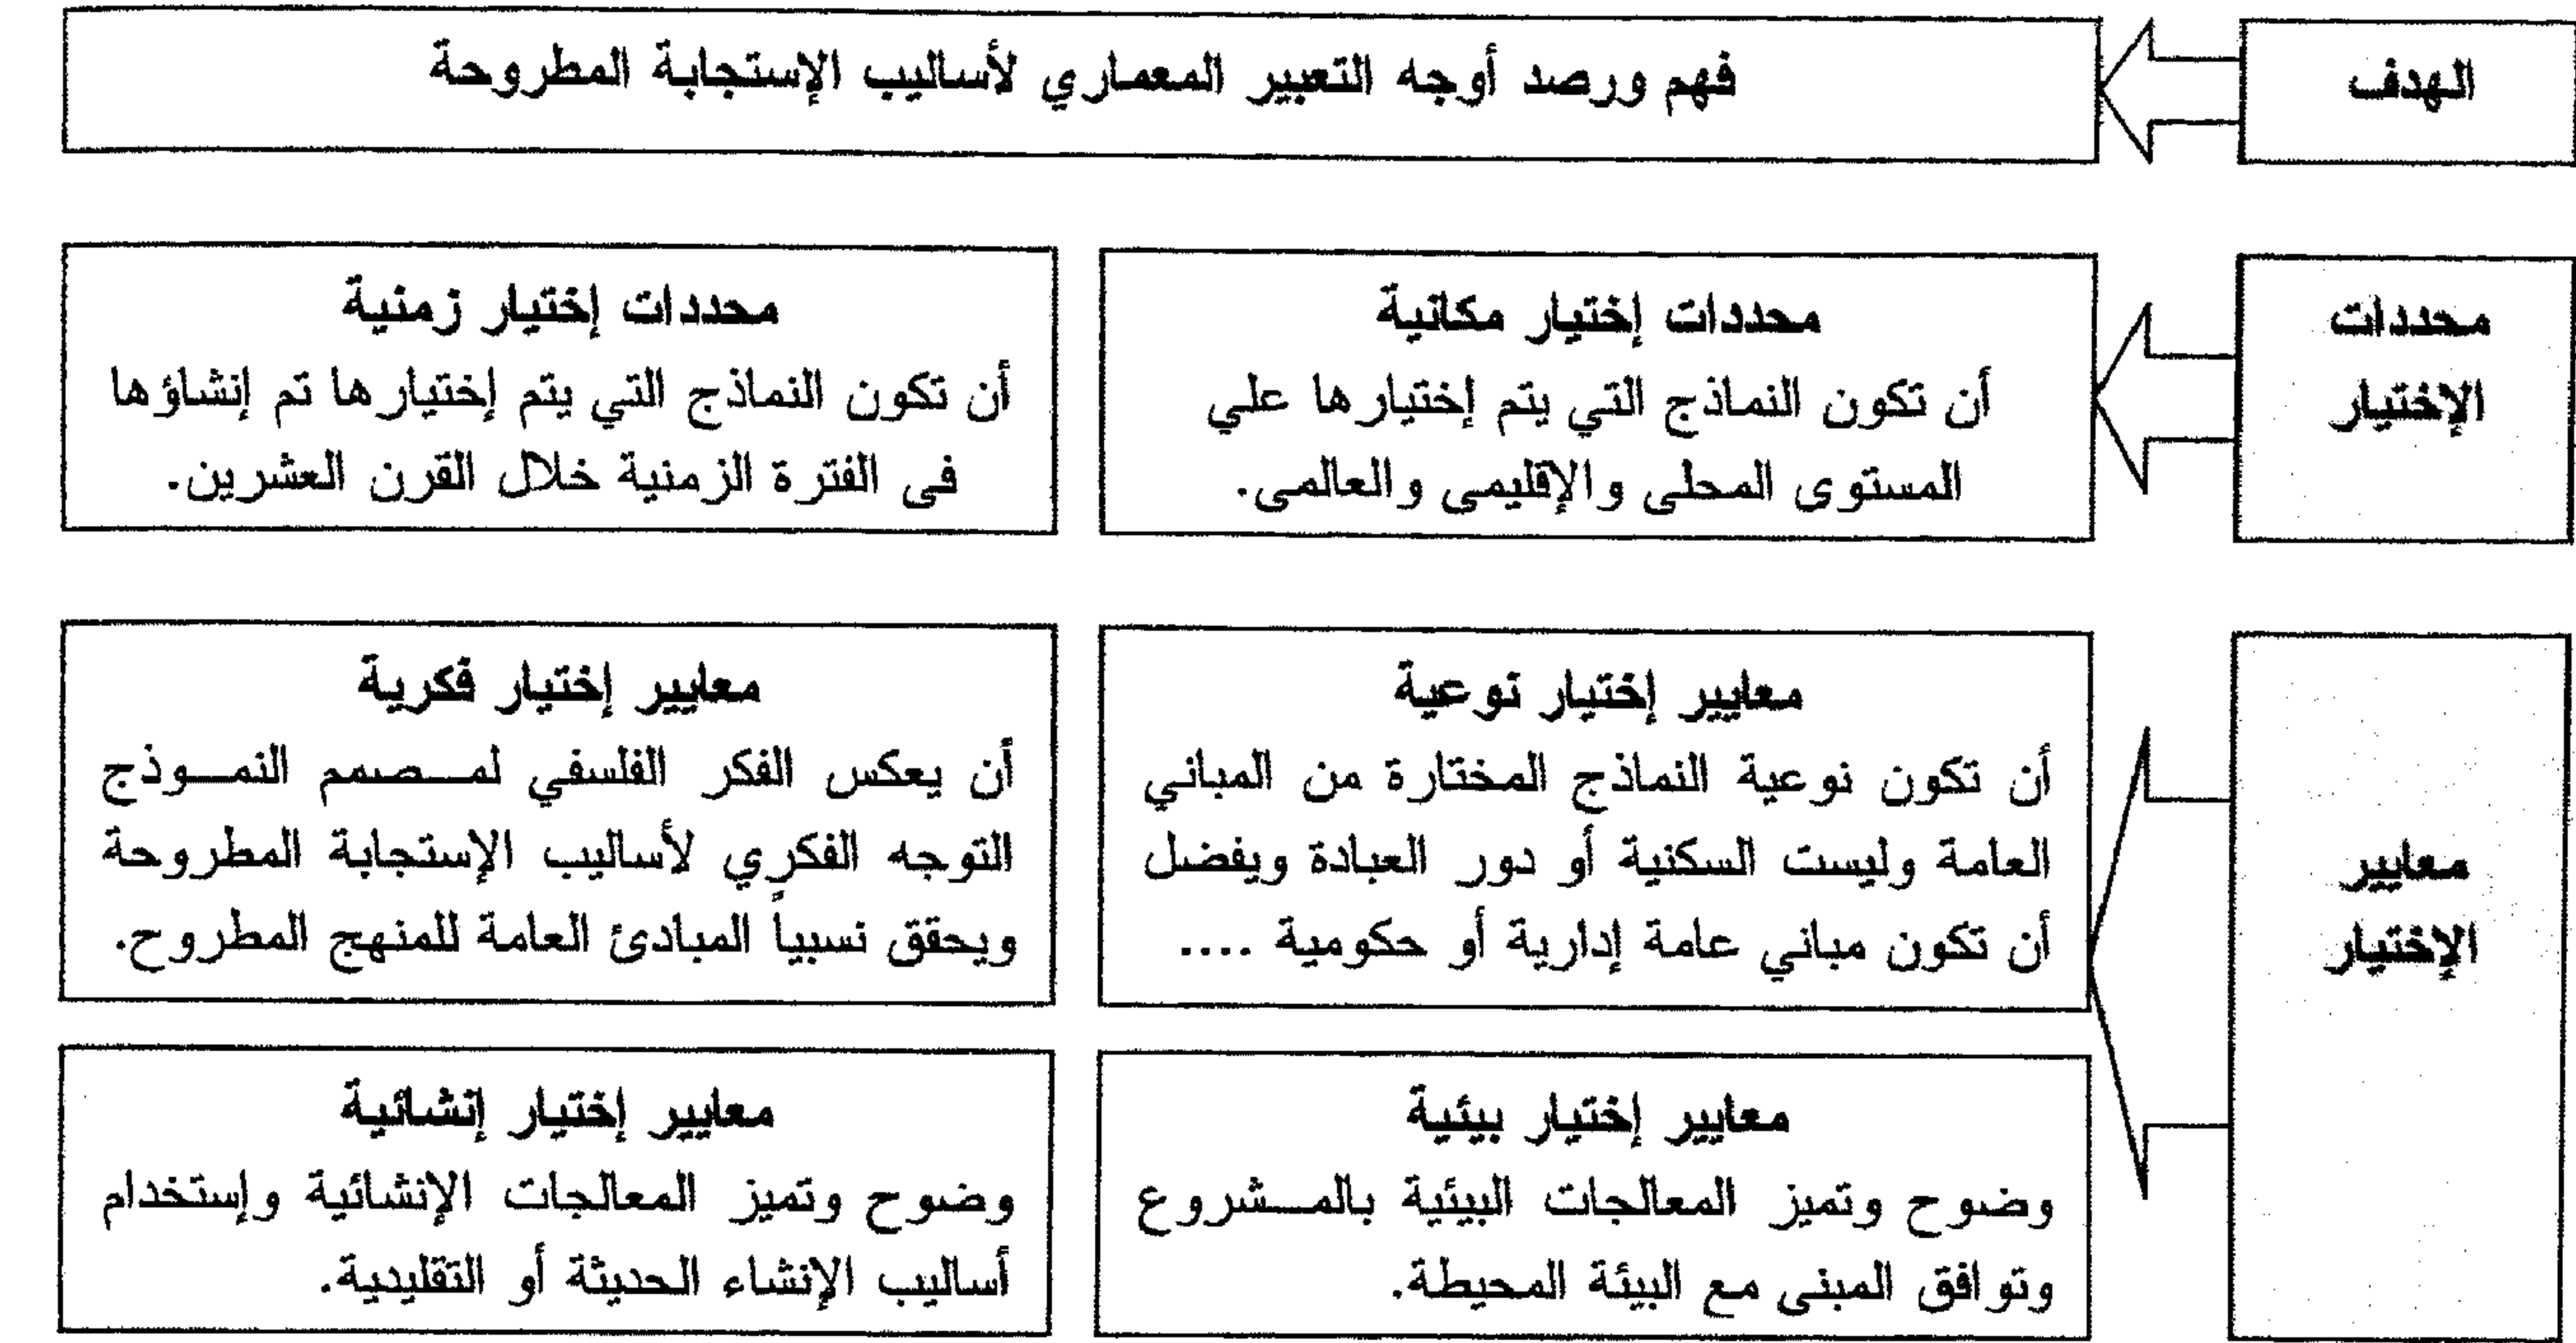 الهدف
فهم ورصد أوجه التعبير المعماري لأساليب الإستجابة المطروحة
محددات
الإختيار
محددات إختيار مكانية
أن تكون النماذج التي يتم إختيارها علي
المستوى المحلى والإقليمى والعالمى.
محددات إختيار زمنية
أن تكون النماذج التي يتم إختيارها تم إنشاؤها
فى الفترة الزمنية خلال القرن العشرين.
معايير
الإختيار
معايير إختيار نوعية
أن تكون نوعية النماذج المختارة من المباني
العامة وليست السكنية أو دور العبادة ويفضل
أن تكون مباني عامة إدارية أو حكومية ....
معايير إختيار فكرية
أن يعكس الفكر الفلسفي لمـصمم النمـوذج
التوجه الفكري لأساليب الإستجابة المطروحة
ويحقق نسبياً المبادئ العامة للمنهج المطروح.
معايير إختيار بيئية
وضوح وتميز المعالجات البيئية بالمـشروع
وتوافق المبنى مع البيئة المحيطة.
معايير إختيار إنشائية
وضوح وتميز المعالجات الإنشائية وإستخدام
أساليب الإنشاء الحديثة أو التقليدية.